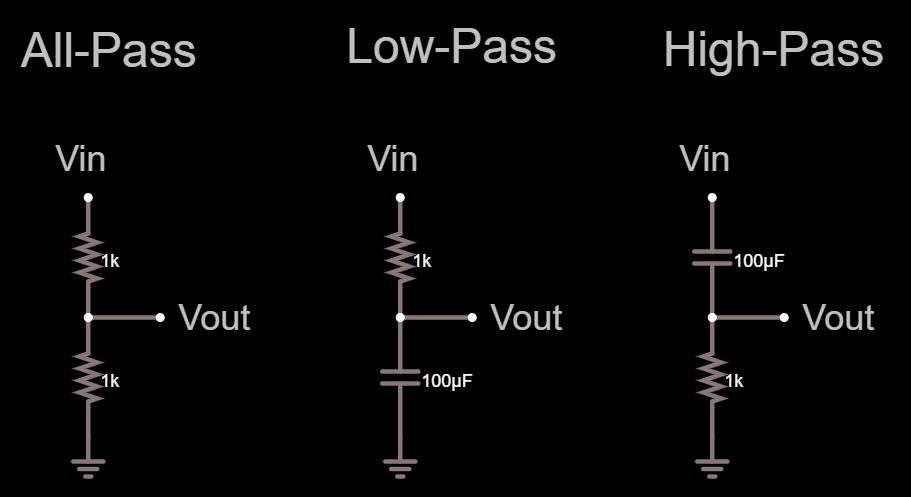 All-Pass
Low-Pass
High-Pass
Vin
Vin
Vin
1k
1k
100µF
Vout
Vout
Vout
1k
100µF
1k